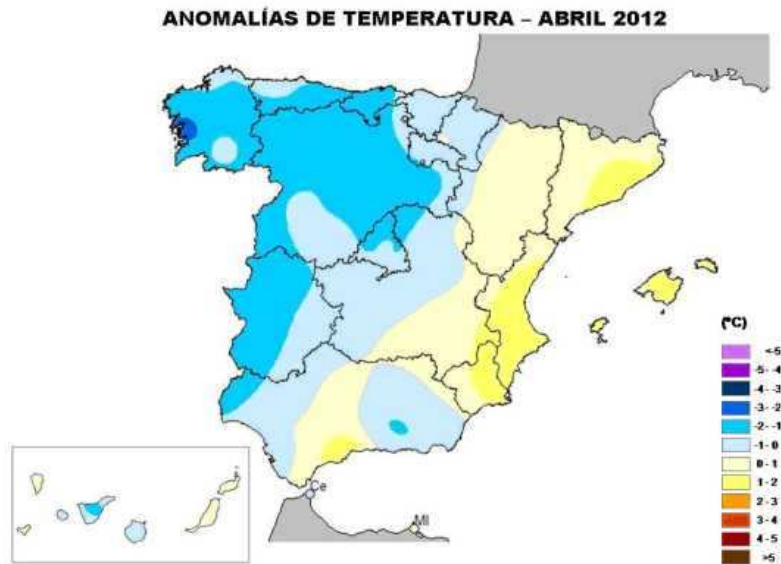 ANOMALÍAS DE TEMPERATURA – ABRIL 2012
(ºC)
<-5
-5 - -4
-4 - -3
-3 - -2
-2 - -1
-1 - 0
0 - 1
1 - 2
2 - 3
3 - 4
4 - 5
>5
Ce
Ml